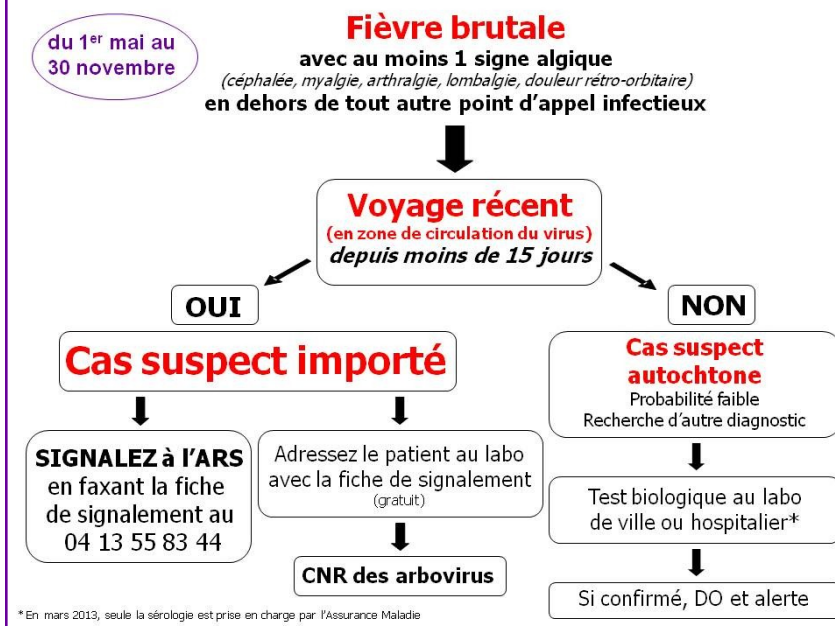 du 1er mai au
30 novembre
Fièvre brutale
avec au moins 1 signe algique
(céphalée, myalgie, arthralgie, lombalgie, douleur rétro-orbitaire)
en dehors de tout autre point d'appel infectieux
Voyage récent
(en zone de circulation du virus)
depuis moins de 15 jours
OUI
NON
Cas suspect importé
Cas suspect
autochtone
Probabilité faible
Recherche d'autre diagnostic
SIGNALEZ à l'ARS
en faxant la fiche
de signalement au
04 13 55 83 44
Adressez le patient au labo
avec la fiche de signalement
(gratuit)
Test biologique au labo
de ville ou hospitalier*
CNR des arbovirus
Si confirmé, DO et alerte
* En mars 2013, seule la sérologie est prise en charge par l'Assurance Maladie